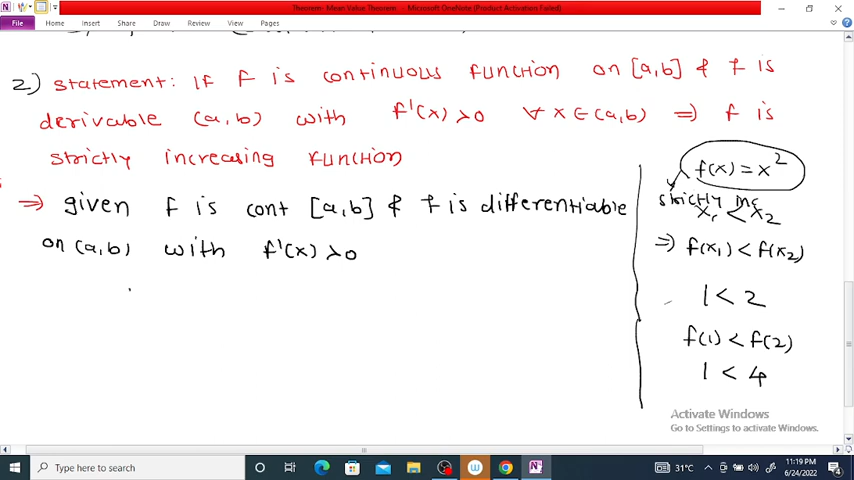 Theorem- Mean Value Theorem - Microsoft OneNote (Product Activation Failed)
File Home Insert Share Draw Review View Pages
2) statement: If f is continuous function on [a,b] & f is
derivable (a,b) with f'(x)>0 ∀ x ∈ (a,b) ⇒ f is
strictly increasing function
⇒ given f is cont [a,b] & f is differentiable
on (a,b) with f'(x)>0
f(x) = x²
strictly inc
x₁ < x₂
⇒ f(x₁) < f(x₂)
1 < 2
f(1) < f(2)
1 < 4
Activate Windows
Go to Settings to activate Windows.
Type here to search
31°C
11:19 PM
6/24/2022